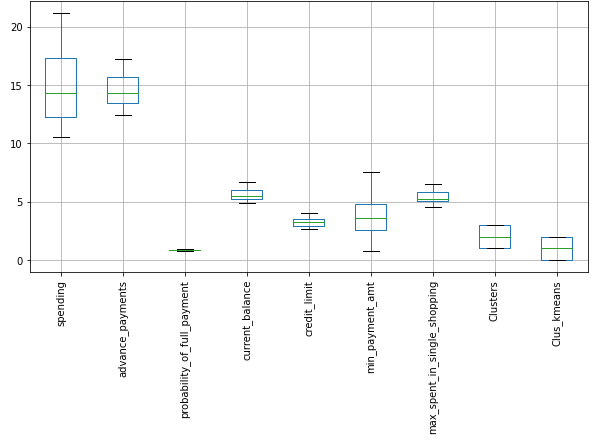 20
15
10
5
0
spending
advance_payments
probability_of_full_payment
current_balance
credit_limit
min_payment_amt
max_spent_in_single_shopping
Clusters
Clus_kmeans